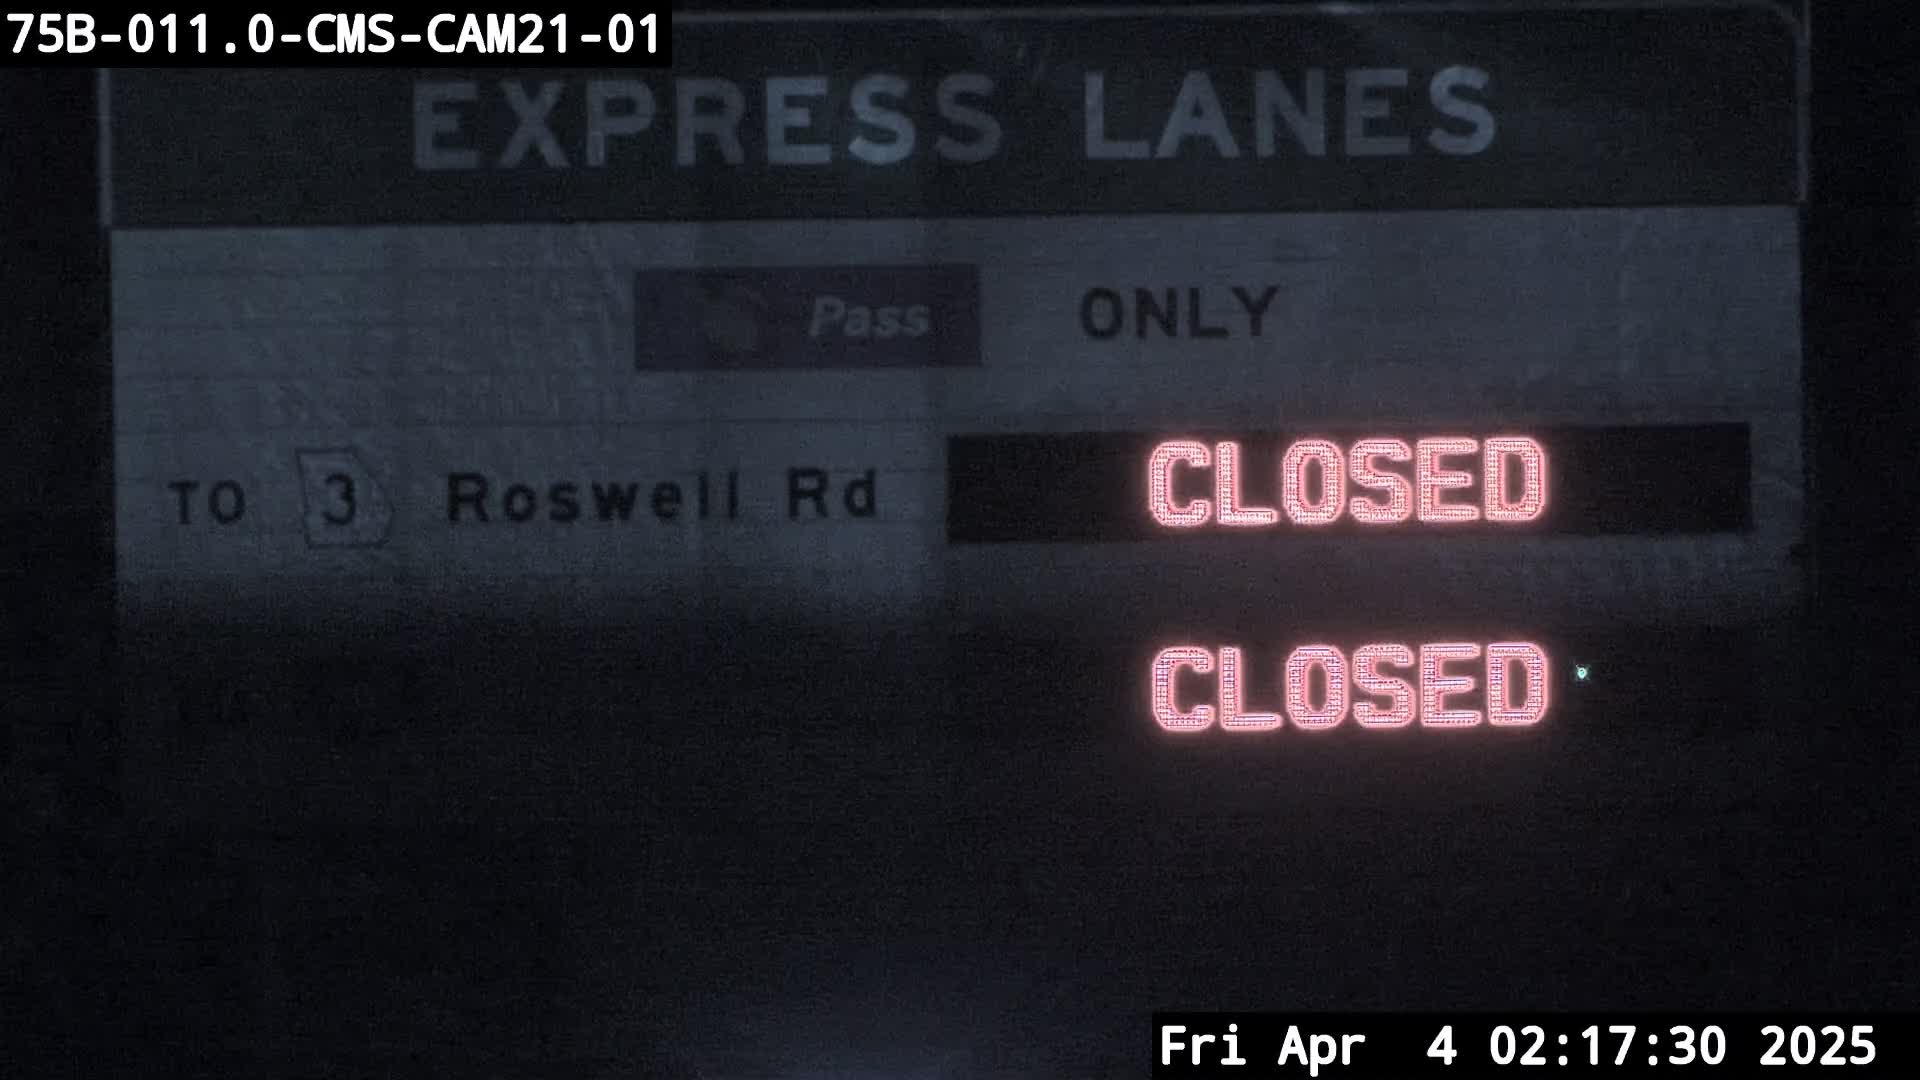 75B-011.0-CMS-CAM21-01
EXPRESS LANES
Pass ONLY
TO 3 Roswell Rd CLOSED
CLOSED
Fri Apr 4 02:17:30 2025